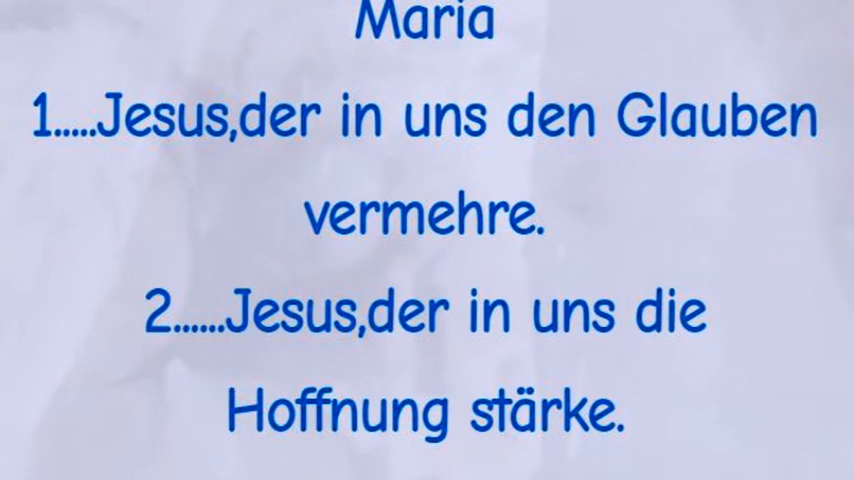 Maria
1.....Jesus,der in uns den Glauben
vermehre.
2......Jesus,der in uns die
Hoffnung stärke.